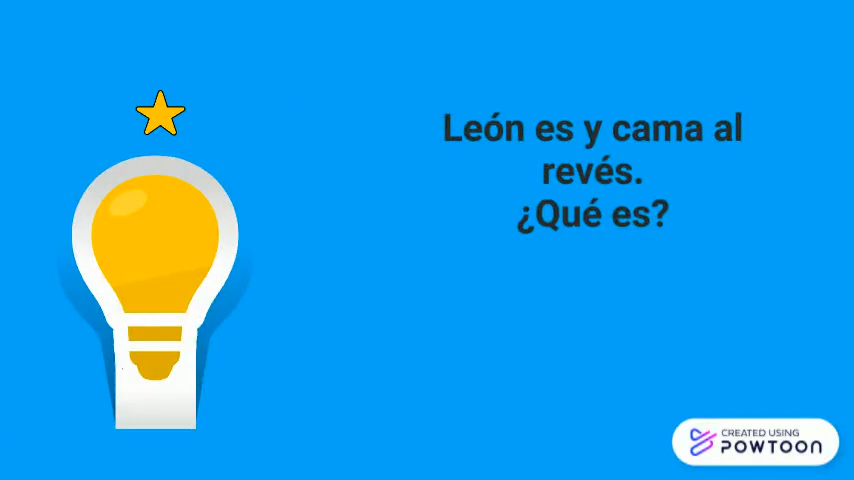 León es y cama al
revés.
¿Qué es?
CREATED USING
POWTOON